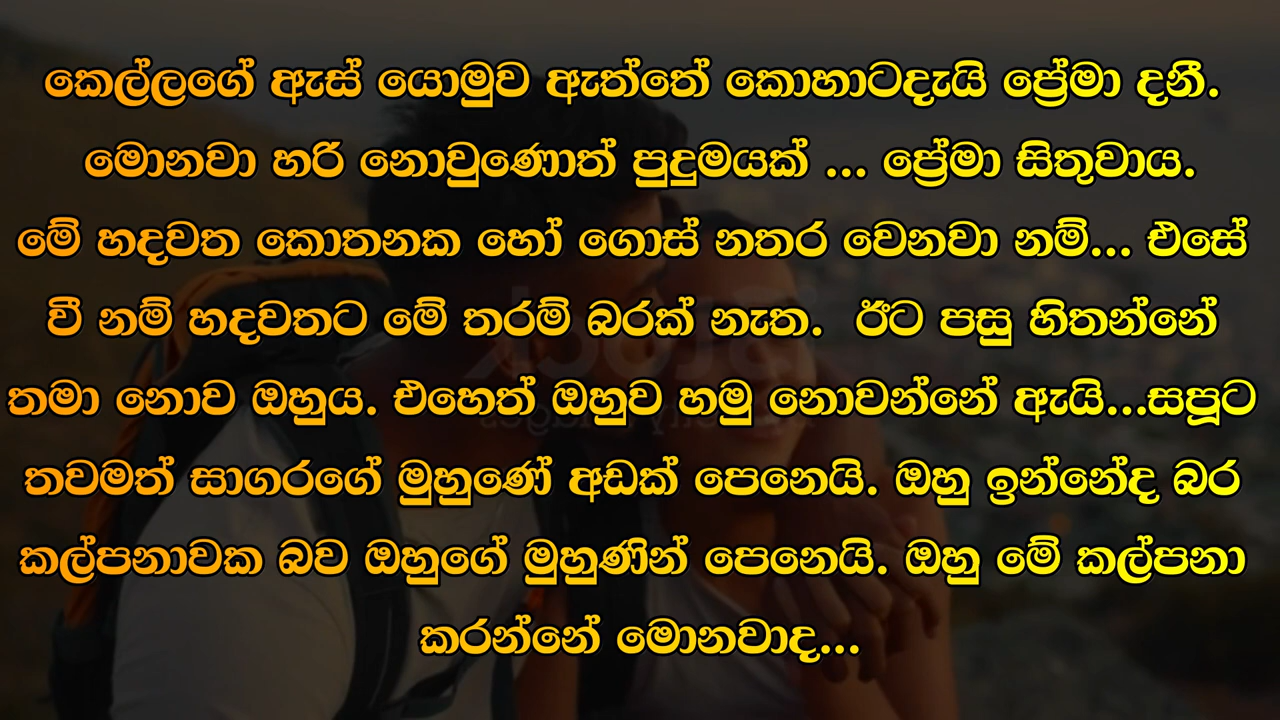 කෙල්ලගේ ඇස් යොමුව ඇත්තේ කොහාටදැයි ප්‍රේමා දනී.
මොනවා හරි නොවුණොත් පුදුමයක් ... ප්‍රේමා සිතුවාය.
මේ හදවත කොතනක හෝ ගොස් නතර වෙනවා නම්... එසේ
වී නම් හදවතට මේ තරම් බරක් නැත. ඊට පසු හිතන්නේ
තමා නොව ඔහුය. එහෙත් ඔහුව හමු නොවන්නේ ඇයි...සපූට
තවමත් සාගරගේ මුහුණේ අඩක් පෙනෙයි. ඔහු ඉන්නේද බර
කල්පනාවක බව ඔහුගේ මුහුණින් පෙනෙයි. ඔහු මේ කල්පනා
කරන්නේ මොනවාද...